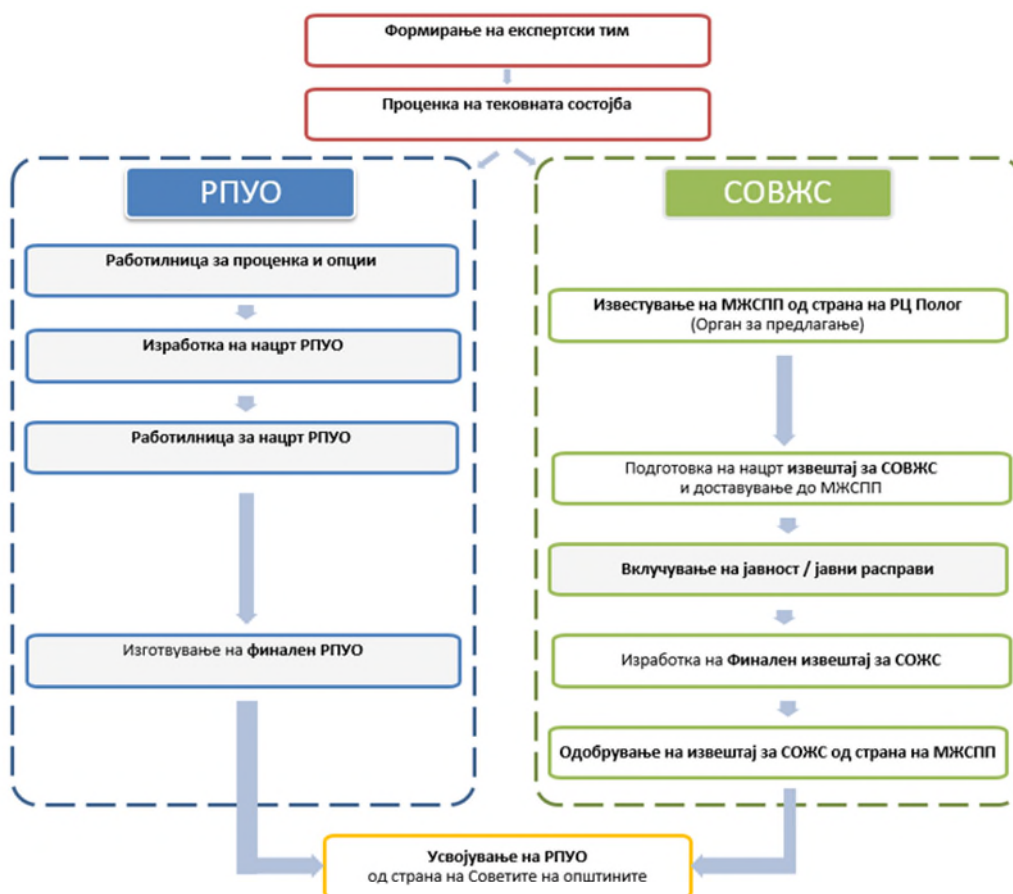 Формирање на експертски тим
Проценка на тековната состојба
РПУО
Работилница за проценка и опции
Изработка на нацрт РПУО
Работилница за нацрт РПУО
Изготвување на финален РПУО
СОВЖС
Известување на МЖСПП од страна на РЦ Полог
(Орган за предлагање)
Подготовка на нацрт извештај за СОВЖС
и доставување до МЖСПП
Вклучување на јавност / јавни расправи
Изработка на Финален извештај за СОЖС
Одобрување на извештај за СОЖС од страна на МЖСПП
Усвојување на РПУО
од страна на Советите на општините